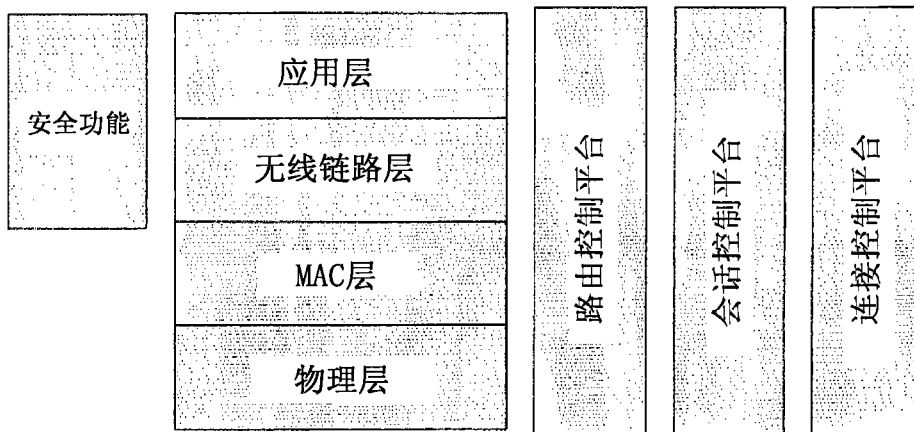 安全功能
应用层
无线链路层
MAC层
物理层
路由控制平台
会话控制平台
连接控制平台